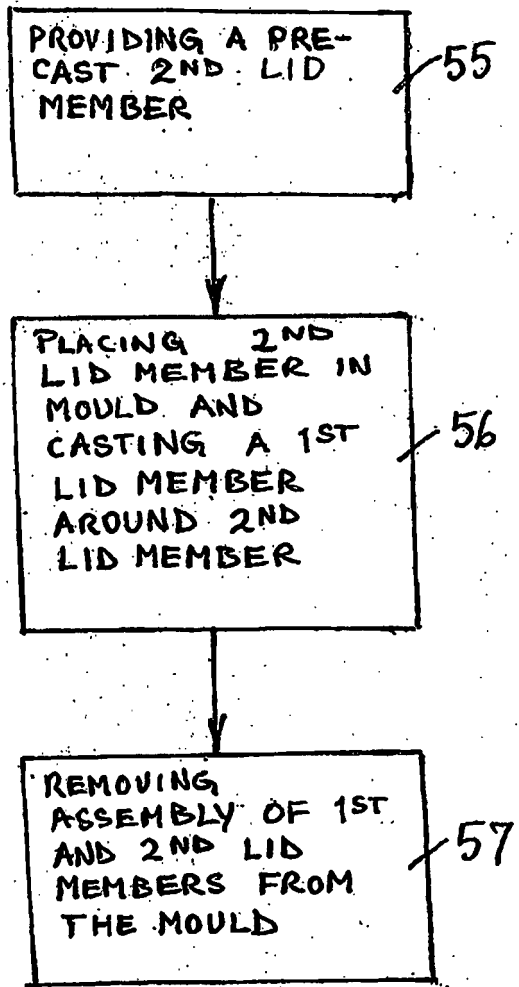 PROVIDING A PRE-
CAST 2ND LID
MEMBER
55
PLACING 2ND
LID MEMBER IN
MOULD AND
CASTING A 1ST
LID MEMBER
AROUND 2ND
LID MEMBER
56
REMOVING
ASSEMBLY OF 1ST
AND 2ND LID
MEMBERS FROM
THE MOULD
57